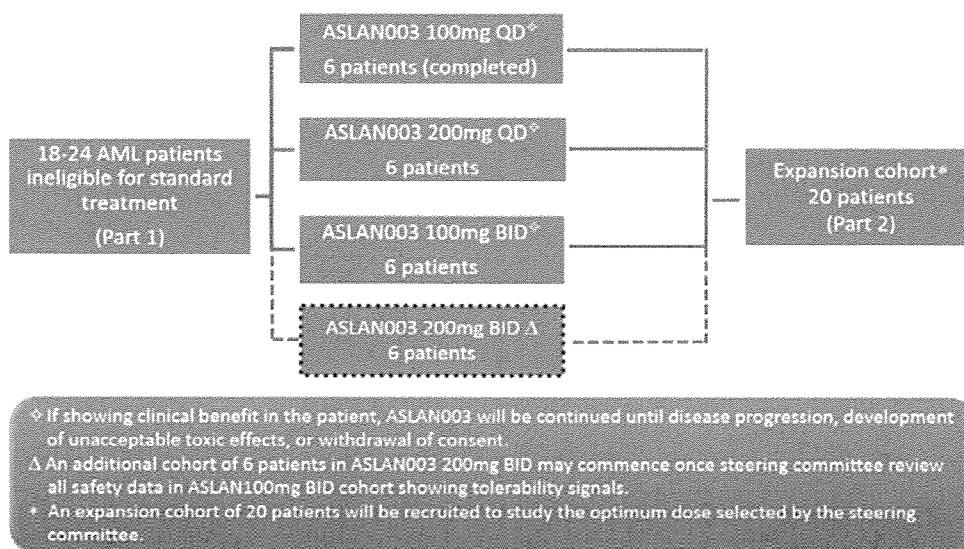 ASLAN003 100mg QD✧
6 patients (completed)
ASLAN003 200mg QD✧
6 patients
18-24 AML patients
ineligible for standard
treatment
(Part 1)
Expansion cohort*
20 patients
(Part 2)
ASLAN003 100mg BID✧
6 patients
ASLAN003 200mg BID Δ
6 patients
✧ If showing clinical benefit in the patient, ASLAN003 will be continued until disease progression, development
of unacceptable toxic effects, or withdrawal of consent.
Δ An additional cohort of 6 patients in ASLAN003 200mg BID may commence once steering committee review
all safety data in ASLAN100mg BID cohort showing tolerability signals.
* An expansion cohort of 20 patients will be recruited to study the optimum dose selected by the steering
committee.